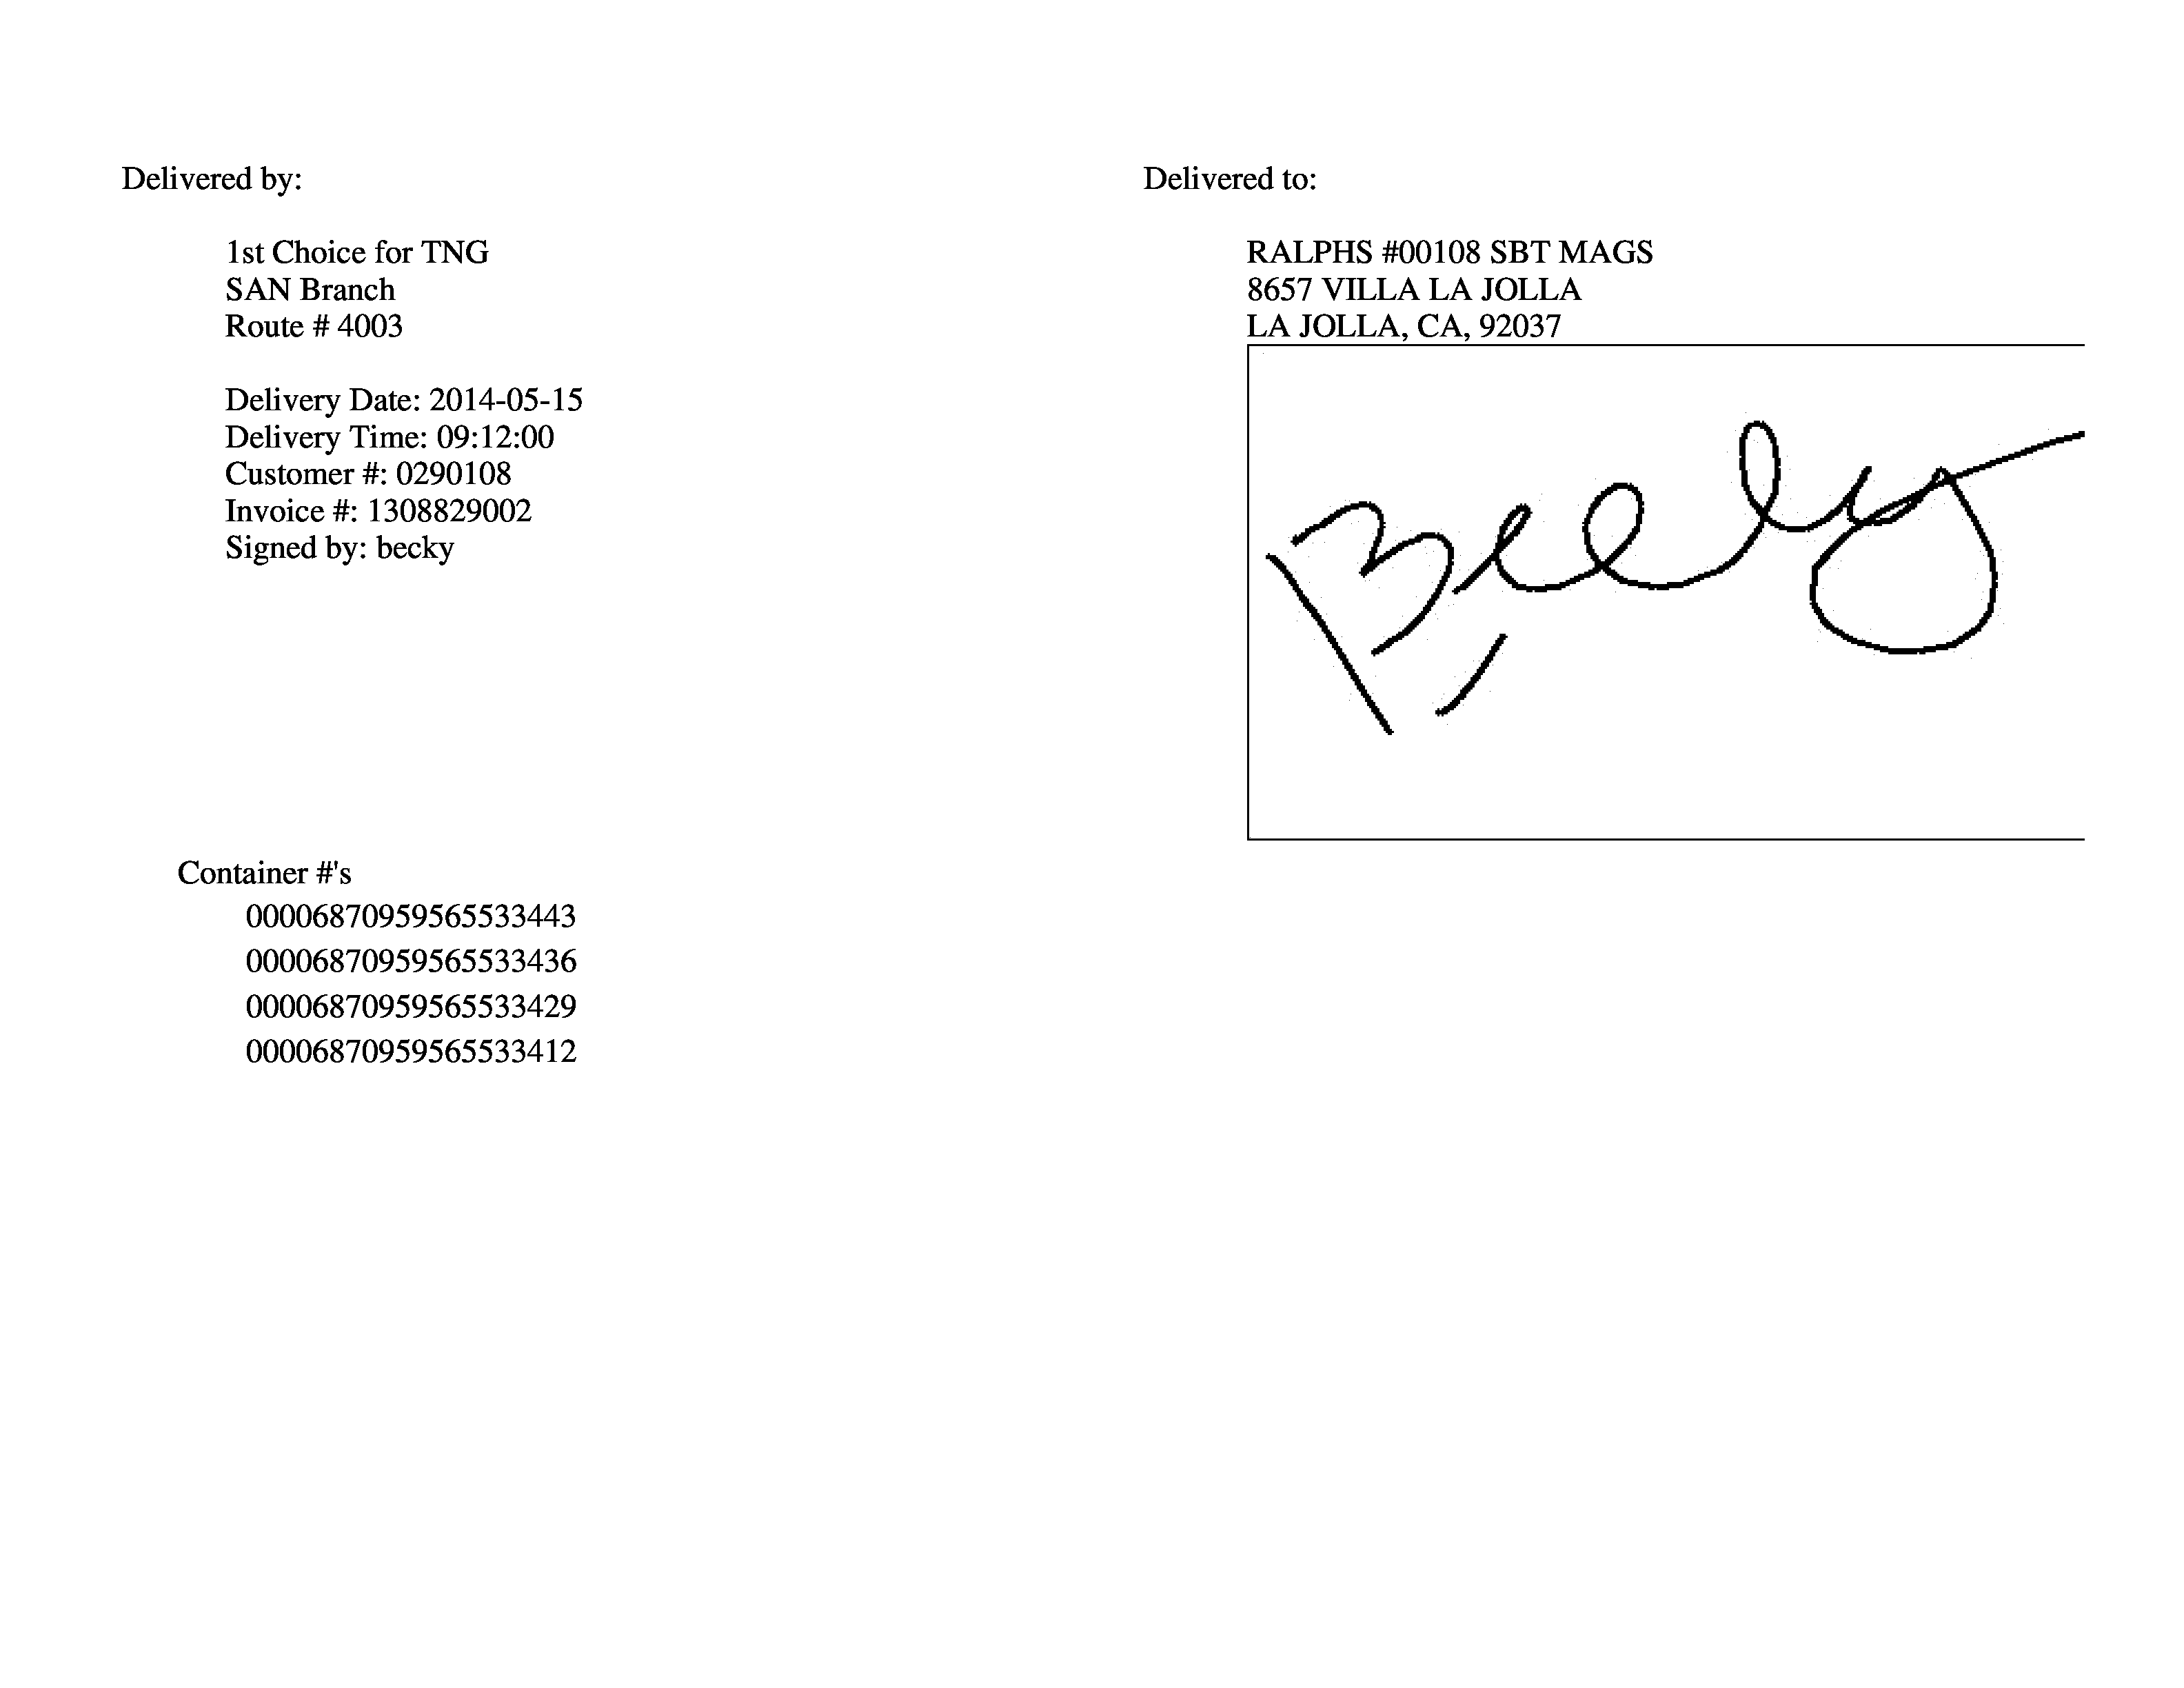 Delivered by:
1st Choice for TNG
SAN Branch
Route # 4003
Delivery Date: 2014-05-15
Delivery Time: 09:12:00
Customer #: 0290108
Invoice #: 1308829002
Signed by: becky
Delivered to:
RALPHS #00108 SBT MAGS
8657 VILLA LA JOLLA
LA JOLLA, CA, 92037
Becky
Container #'s
00006870959565533443
00006870959565533436
00006870959565533429
00006870959565533412